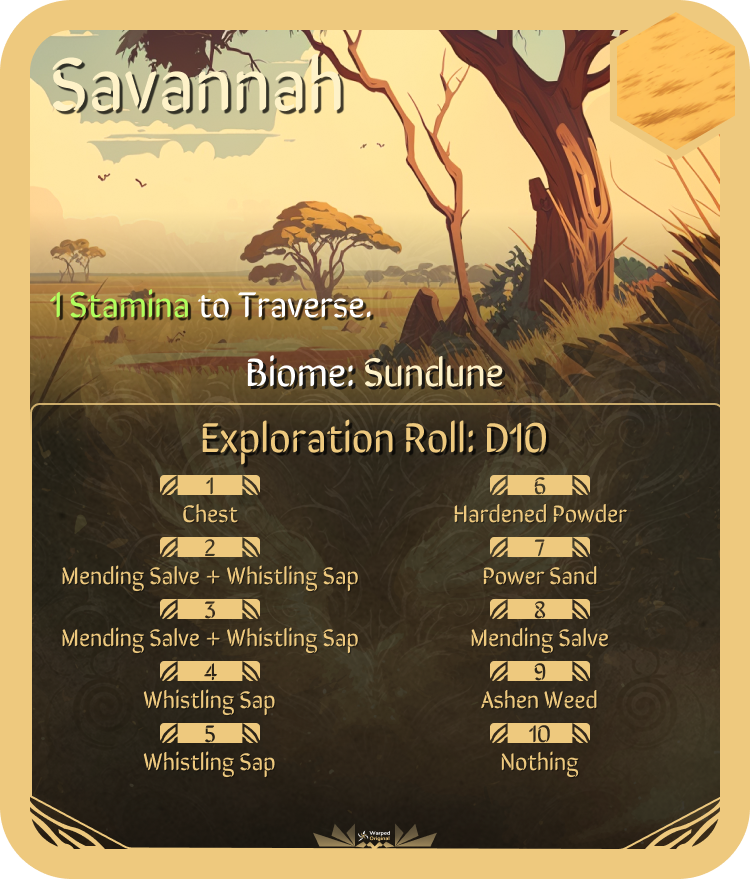 Savannah
1 Stamina to Traverse.
Biome: Sundune
Exploration Roll: D10
1
Chest
2
Mending Salve + Whistling Sap
3
Mending Salve + Whistling Sap
4
Whistling Sap
5
Whistling Sap
6
Hardened Powder
7
Power Sand
8
Mending Salve
9
Ashen Weed
10
Nothing
Warped
Original